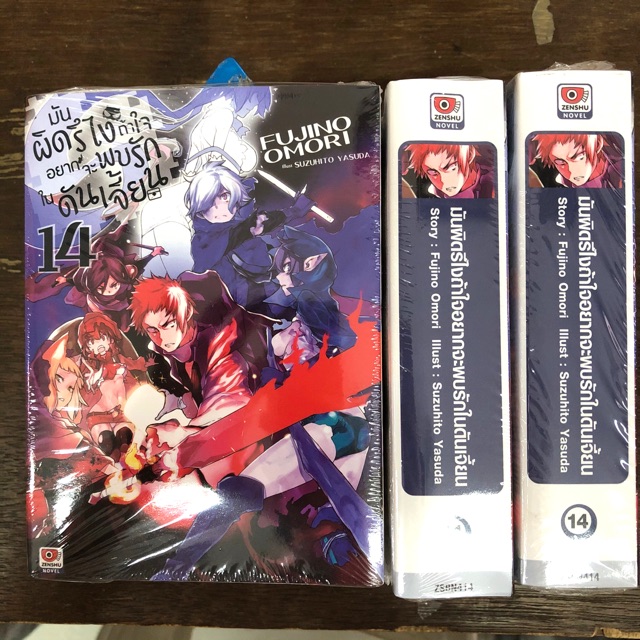 มัน
ผิดรึไงถ้าใจ
อยากจะพบรัก
ในดันเจี้ยน
14
FUJINO
OMORI
illust SUZUHITO YASUDA
ZENSHU
NOVEL
ZENSHU
NOVEL
มันผิดรึไงถ้าใจอยากจะพบรักในดันเจี้ยน
Story : Fujino Omori Illust : Suzuhito Yasuda
ZSBN414
ZENSHU
NOVEL
มันผิดรึไงถ้าใจอยากจะพบรักในดันเจี้ยน
Story : Fujino Omori Illust : Suzuhito Yasuda
14